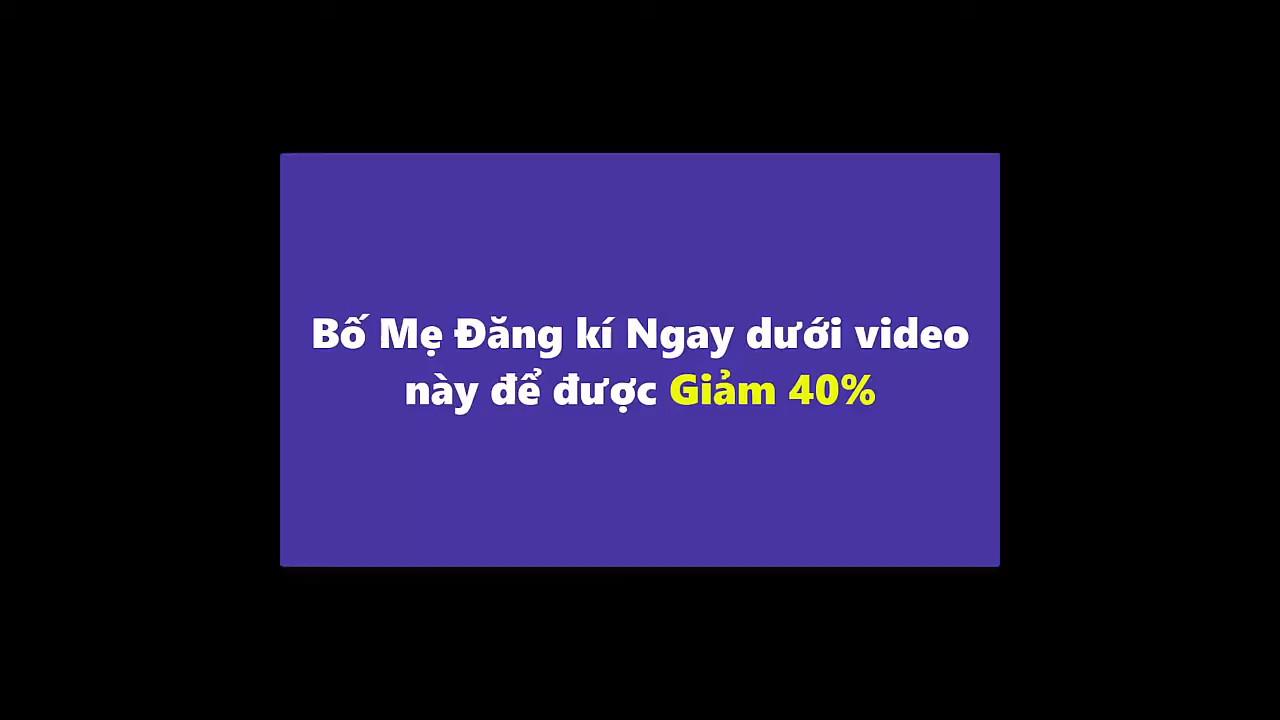 Bố Mẹ Đăng kí Ngay dưới video
này để được Giảm 40%